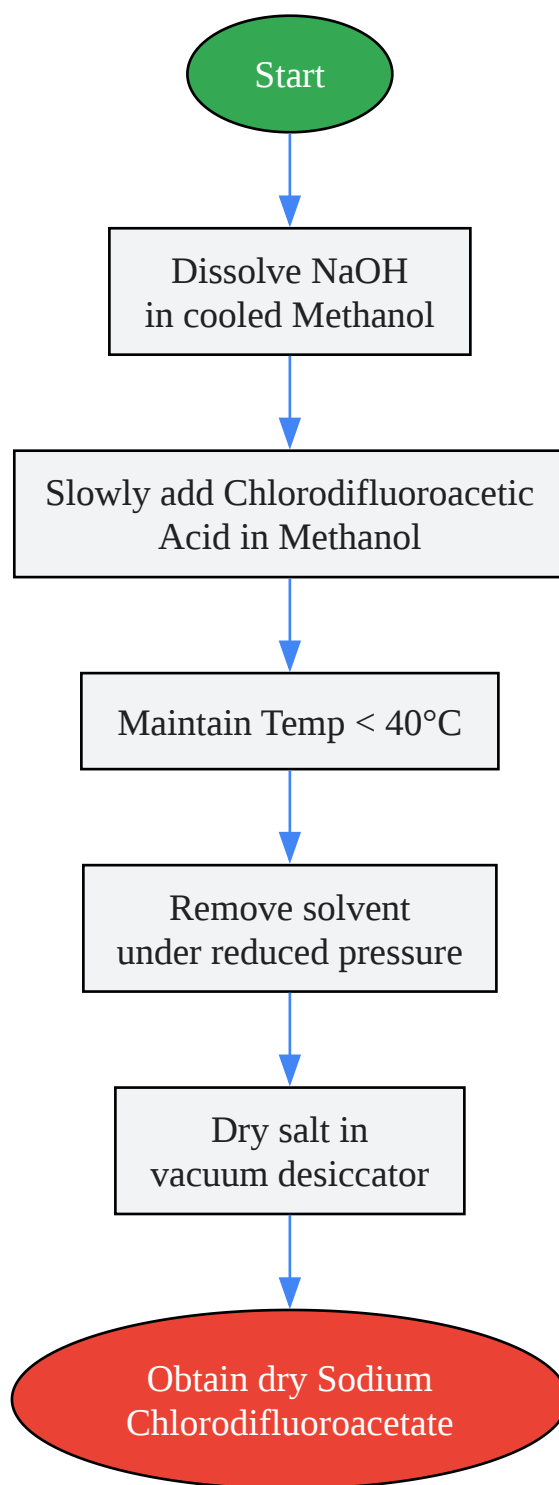 Start
Dissolve NaOH
in cooled Methanol
Slowly add Chlorodifluoroacetic
Acid in Methanol
Maintain Temp < 40°C
Remove solvent
under reduced pressure
Dry salt in
vacuum desiccator
Obtain dry Sodium
Chlorodifluoroacetate